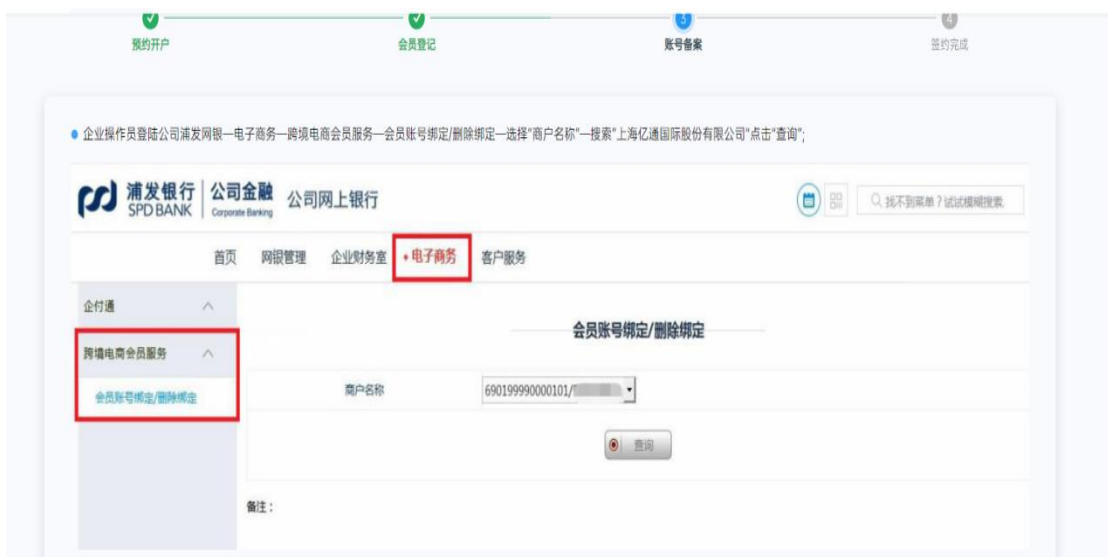 3
4
预约开户
会员登记
账号备案
签约完成
企业操作员登陆公司浦发网银—电子商务—跨境电商会员服务—会员账号绑定/删除绑定—选择“商户名称”—搜索“上海亿通国际股份有限公司”点击“查询”;
浦发银行 公司金融 公司网上银行
SPD BANK Corporate Banking
找不到菜单？试试模糊搜索
首页 网银管理 企业财务室 电子商务 客户服务
企付通
会员账号绑定/删除绑定
跨境电商会员服务
会员账号绑定/删除绑定
商户名称 690199990000101/
查询
备注：